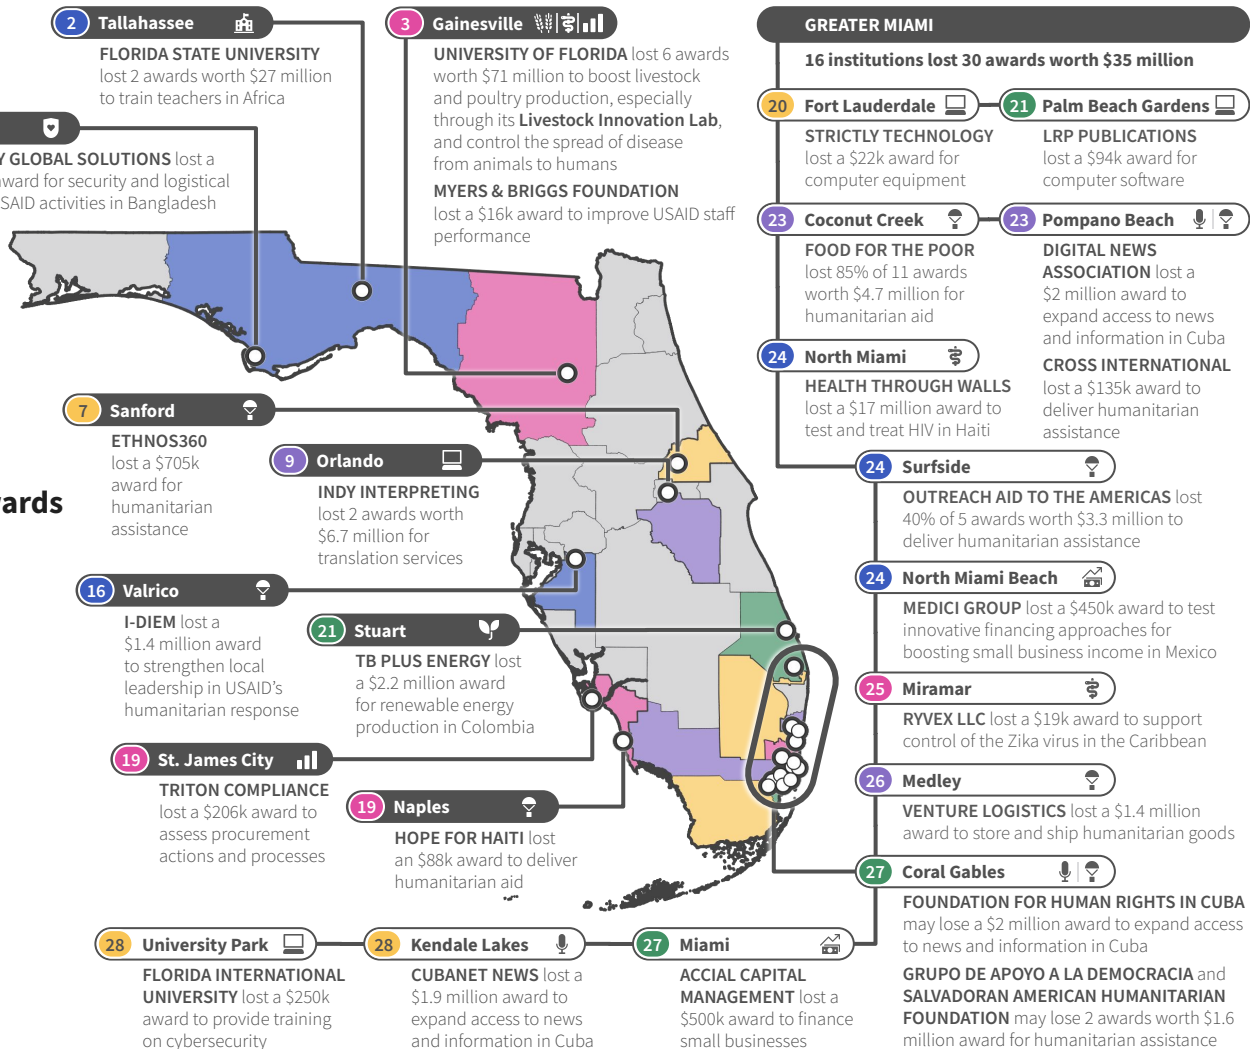 2 Tallahassee
FLORIDA STATE UNIVERSITY
lost 2 awards worth $27 million
to train teachers in Africa
3 Gainesville
UNIVERSITY OF FLORIDA lost 6 awards
worth $71 million to boost livestock
and poultry production, especially
through its Livestock Innovation Lab,
and control the spread of disease
from animals to humans
MYERS & BRIGGS FOUNDATION
lost a $16k award to improve USAID staff
performance
Y GLOBAL SOLUTIONS lost a
award for security and logistical
SAID activities in Bangladesh
7 Sanford
ETHNOS360
lost a $705k
award for
humanitarian
assistance
9 Orlando
INDY INTERPRETING
lost 2 awards worth
$6.7 million for
translation services
wards
16 Valrico
I-DIEM lost a
$1.4 million award
to strengthen local
leadership in USAID's
humanitarian response
21 Stuart
TB PLUS ENERGY lost
a $2.2 million award
for renewable energy
production in Colombia
19 St. James City
TRITON COMPLIANCE
lost a $206k award to
assess procurement
actions and processes
19 Naples
HOPE FOR HAITI lost
an $88k award to deliver
humanitarian aid
GREATER MIAMI
16 institutions lost 30 awards worth $35 million
20 Fort Lauderdale
STRICTLY TECHNOLOGY
lost a $22k award for
computer equipment
21 Palm Beach Gardens
LRP PUBLICATIONS
lost a $94k award for
computer software
23 Coconut Creek
FOOD FOR THE POOR
lost 85% of 11 awards
worth $4.7 million for
humanitarian aid
23 Pompano Beach
DIGITAL NEWS
ASSOCIATION lost a
$2 million award to
expand access to news
and information in Cuba
CROSS INTERNATIONAL
lost a $135k award to
deliver humanitarian
assistance
24 North Miami
HEALTH THROUGH WALLS
lost a $17 million award to
test and treat HIV in Haiti
24 Surfside
OUTREACH AID TO THE AMERICAS lost
40% of 5 awards worth $3.3 million to
deliver humanitarian assistance
24 North Miami Beach
MEDICI GROUP lost a $450k award to test
innovative financing approaches for
boosting small business income in Mexico
25 Miramar
RYVEX LLC lost a $19k award to support
control of the Zika virus in the Caribbean
26 Medley
VENTURE LOGISTICS lost a $1.4 million
award to store and ship humanitarian goods
27 Coral Gables
FOUNDATION FOR HUMAN RIGHTS IN CUBA
may lose a $2 million award to expand access
to news and information in Cuba
GRUPO DE APOYO A LA DEMOCRACIA and
SALVADORAN AMERICAN HUMANITARIAN
FOUNDATION may lose 2 awards worth $1.6
million award for humanitarian assistance
27 Miami
ACCIAL CAPITAL
MANAGEMENT lost a
$500k award to finance
small businesses
28 Kendale Lakes
CUBANET NEWS lost a
$1.9 million award to
expand access to news
and information in Cuba
28 University Park
FLORIDA INTERNATIONAL
UNIVERSITY lost a $250k
award to provide training
on cybersecurity